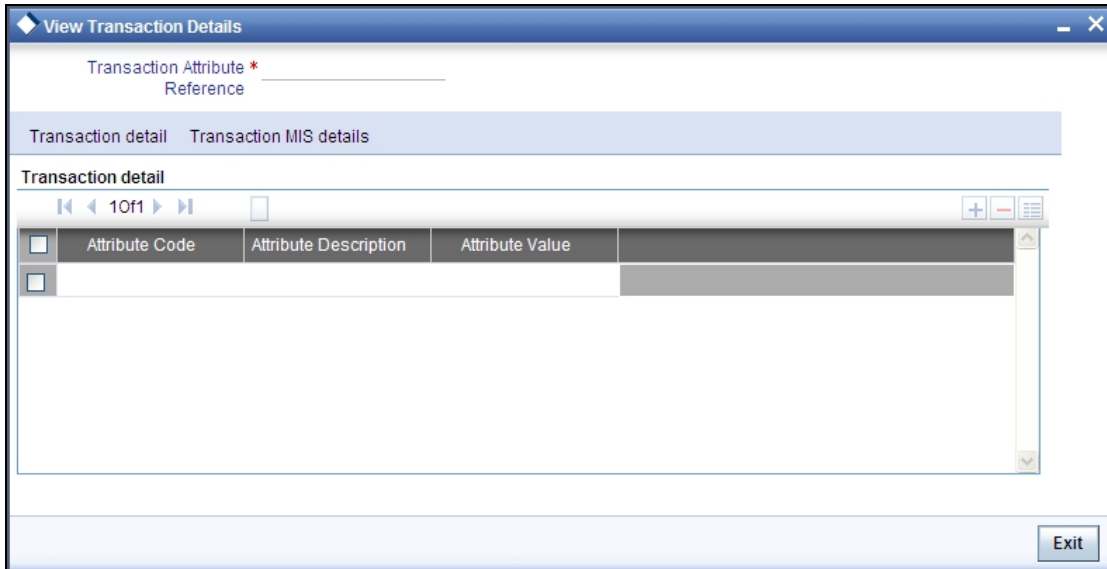 View Transaction Details
Transaction Attribute *
Reference
Transaction detail Transaction MIS details
Transaction detail
1Of1
Attribute Code Attribute Description Attribute Value
Exit